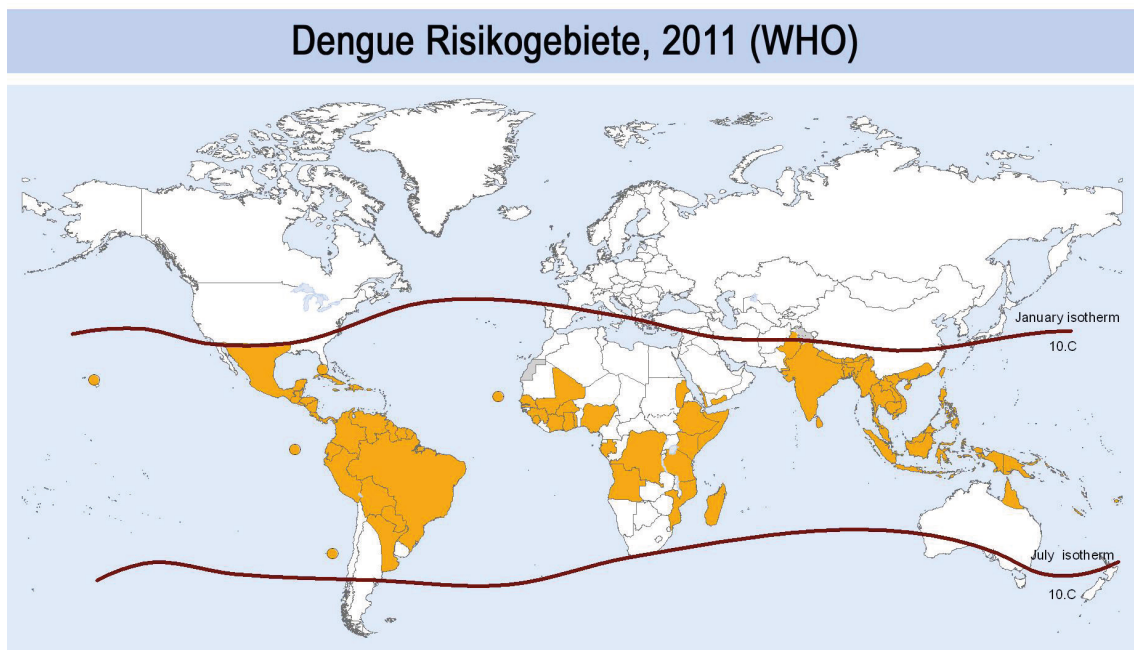 Dengue Risikogebiete, 2011 (WHO)
January isotherm
10.C
July isotherm
10.C